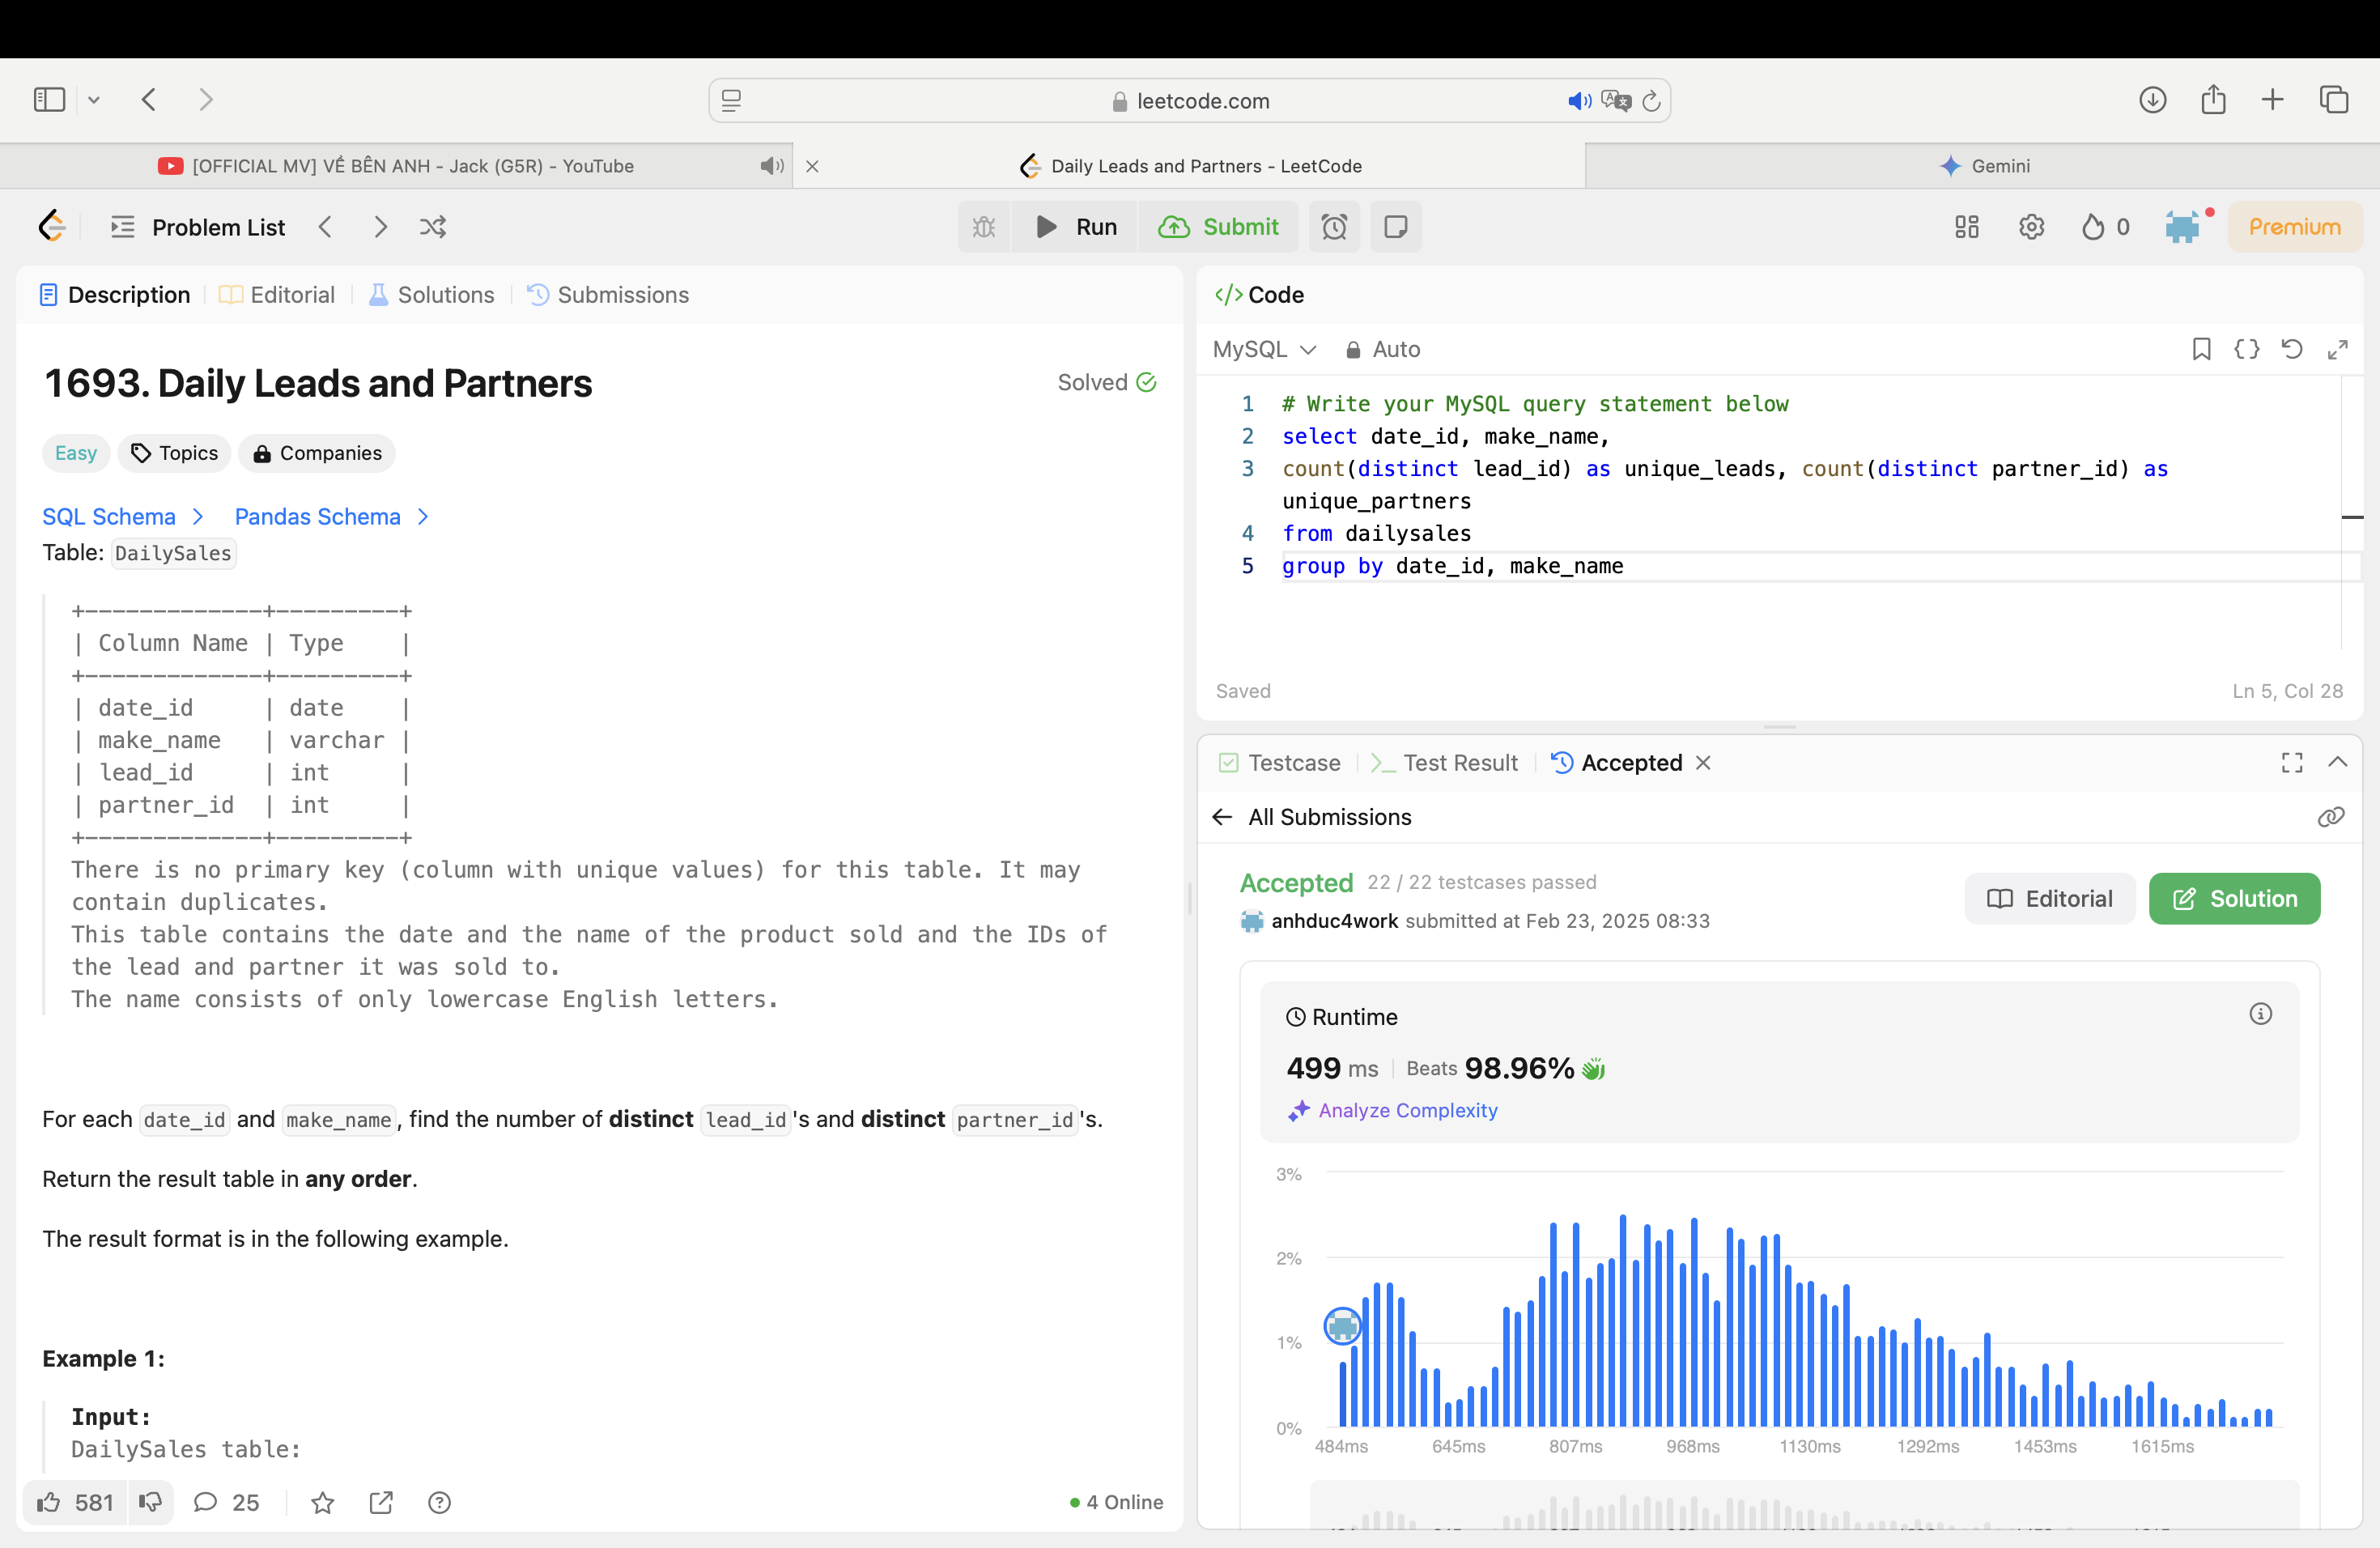 leetcode.com
[OFFICIAL MV] VỀ BÊN ANH - Jack (G5R) - YouTube
Daily Leads and Partners - LeetCode
Gemini
Problem List
Run
Submit
0
Premium
Description
Editorial
Solutions
Submissions
1693. Daily Leads and Partners
Solved
Easy
Topics
Companies
SQL Schema
Pandas Schema
Table: DailySales
+-------------+---------+
| Column Name | Type    |
+-------------+---------+
| date_id     | date    |
| make_name   | varchar |
| lead_id     | int     |
| partner_id  | int     |
+-------------+---------+
There is no primary key (column with unique values) for this table. It may
contain duplicates.
This table contains the date and the name of the product sold and the IDs of
the lead and partner it was sold to.
The name consists of only lowercase English letters.
For each date_id and make_name, find the number of distinct lead_id's and distinct partner_id's.
Return the result table in any order.
The result format is in the following example.
Example 1:
Input:
DailySales table:
581
25
4 Online
</> Code
MySQL
Auto
1 # Write your MySQL query statement below
2 select date_id, make_name,
3 count(distinct lead_id) as unique_leads, count(distinct partner_id) as
unique_partners
4 from dailysales
5 group by date_id, make_name
Saved
Ln 5, Col 28
Testcase
Test Result
Accepted
All Submissions
Accepted 22 / 22 testcases passed
anhduc4work submitted at Feb 23, 2025 08:33
Editorial
Solution
Runtime
499 ms | Beats 98.96%
Analyze Complexity
3%
2%
1%
0%
484ms 645ms 807ms 968ms 1130ms 1292ms 1453ms 1615ms